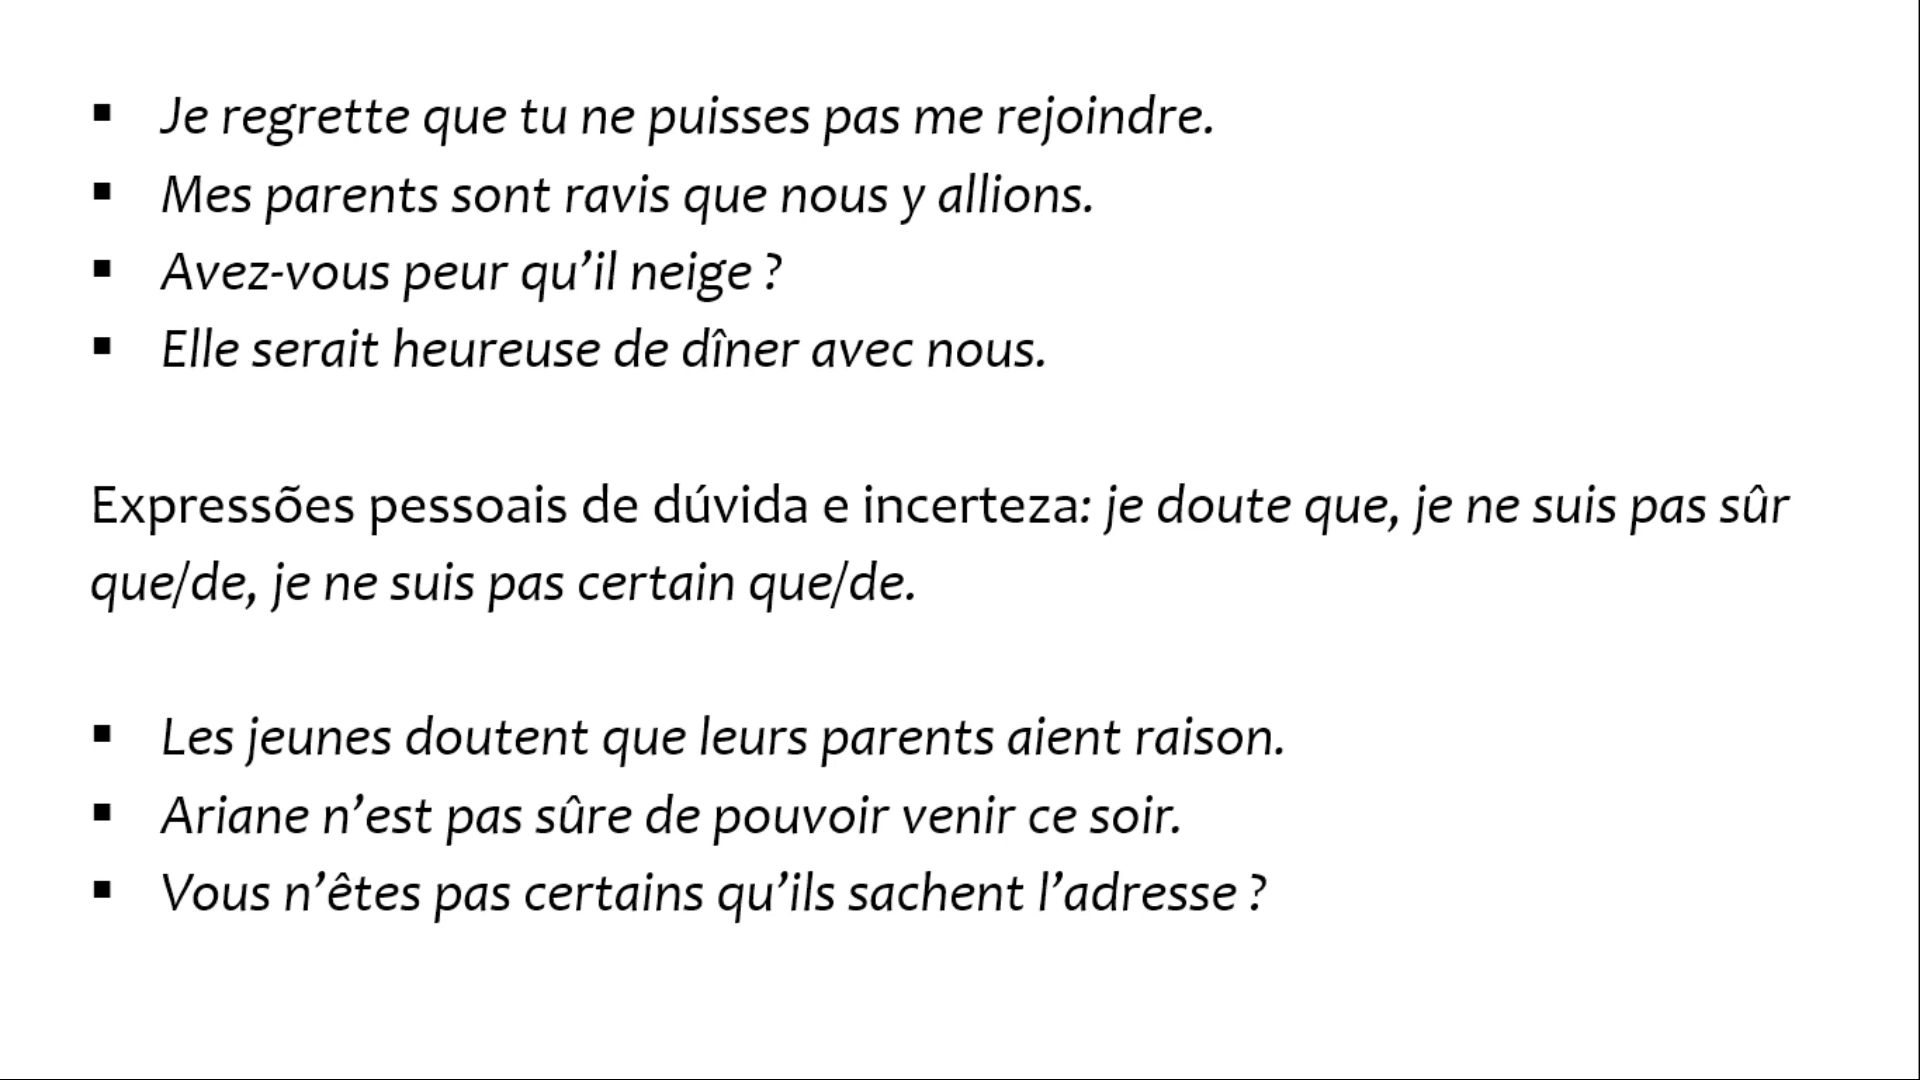 ▪ Je regrette que tu ne puisses pas me rejoindre.
▪ Mes parents sont ravis que nous y allions.
▪ Avez-vous peur qu’il neige ?
▪ Elle serait heureuse de dîner avec nous.
Expressões pessoais de dúvida e incerteza: je doute que, je ne suis pas sûr
que/de, je ne suis pas certain que/de.
▪ Les jeunes doutent que leurs parents aient raison.
▪ Ariane n’est pas sûre de pouvoir venir ce soir.
▪ Vous n’êtes pas certains qu’ils sachent l’adresse ?